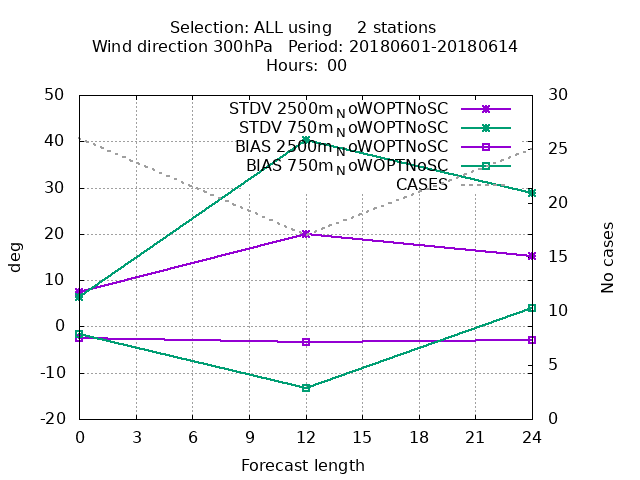 Selection: ALL using     2 stations
Wind direction 300hPa   Period: 20180601-20180614
Hours:  00
50
40
30
20
10
0
-10
-20
deg
STDV 2500m_NoWOPTNoSC
STDV 750m_NoWOPTNoSC
BIAS 2500m_NoWOPTNoSC
BIAS 750m_NoWOPTNoSC
CASES
30
25
20
15
10
5
0
No cases
0 3 6 9 12 15 18 21 24
Forecast length